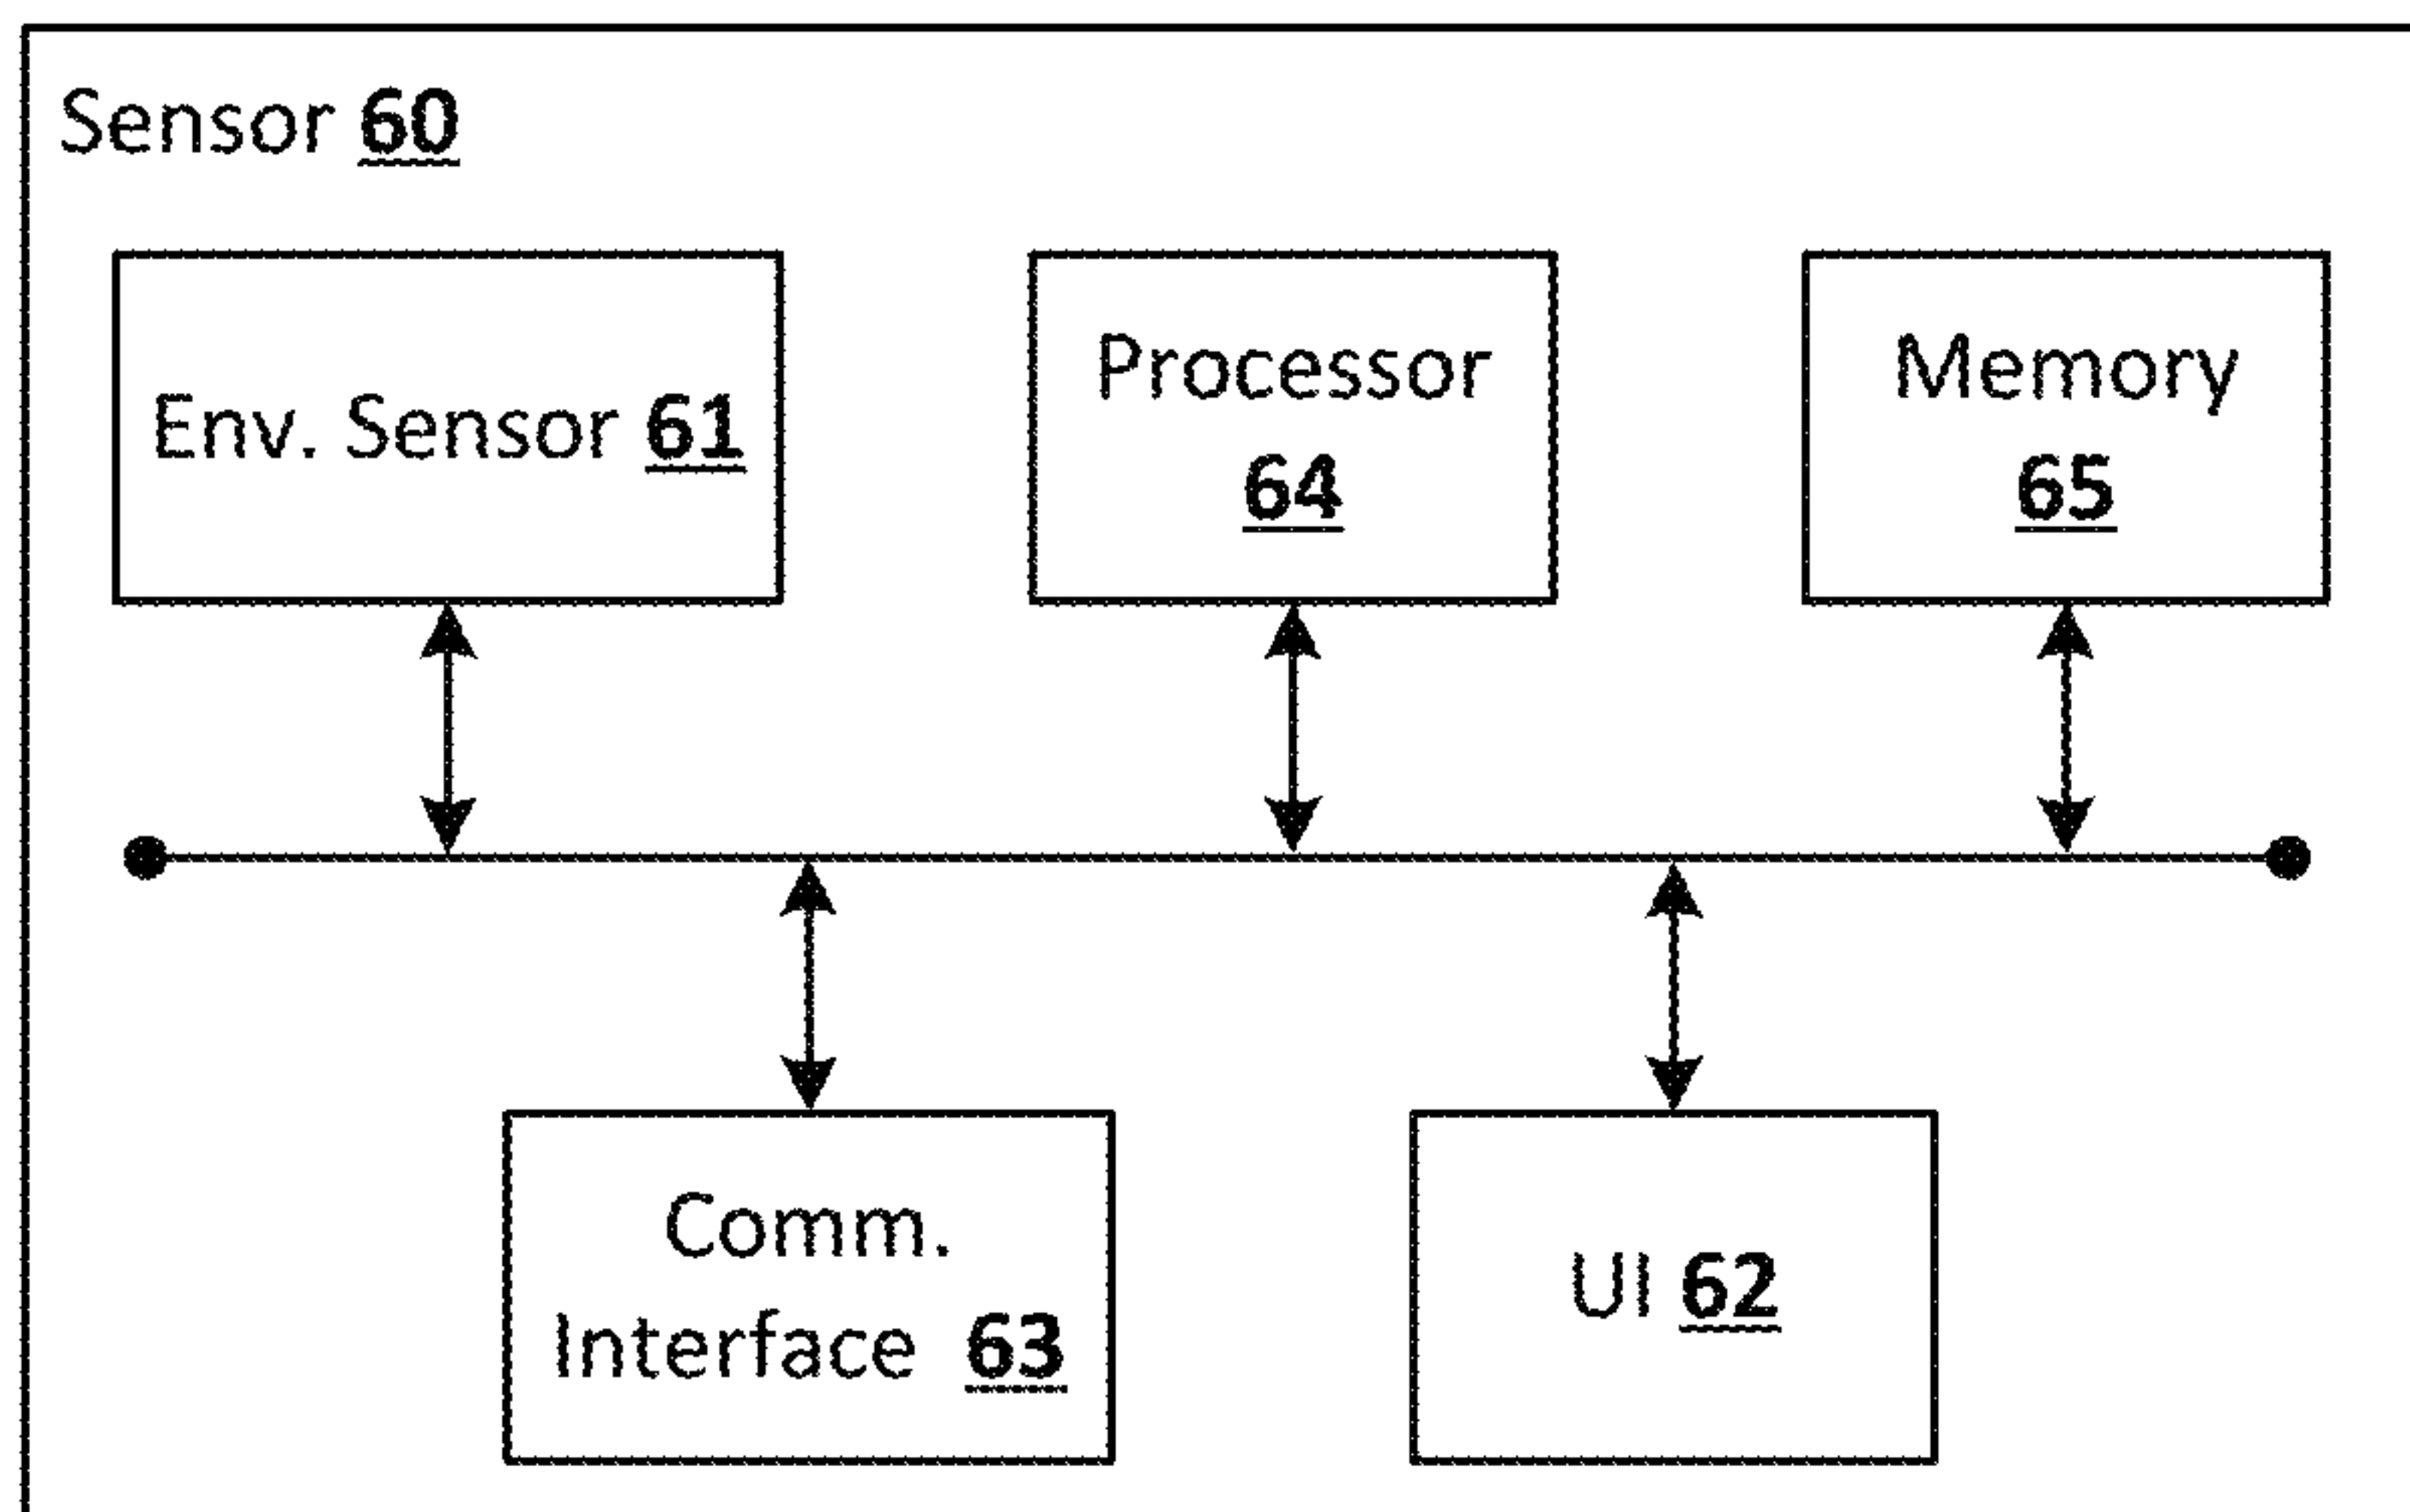 Sensor 60
Env. Sensor 61
Processor
64
Memory
65
Comm.
Interface 63
UI 62